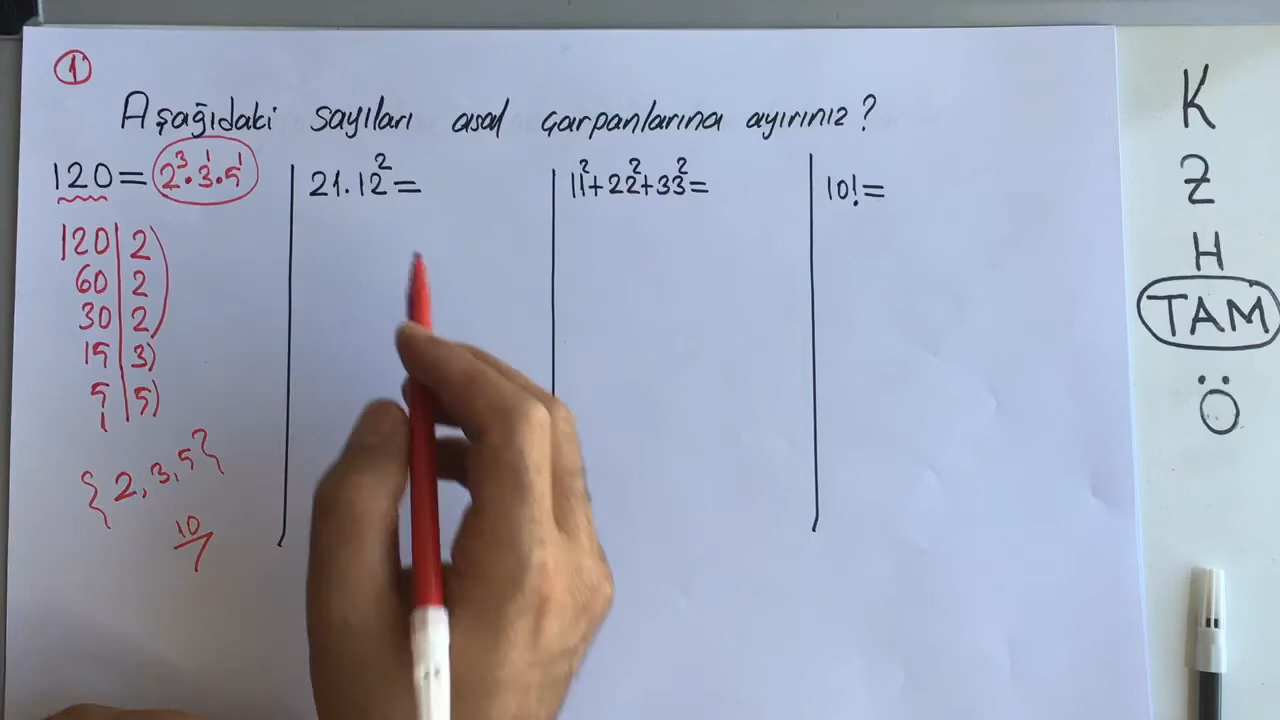 1
Aşağıdaki sayıları asal çarpanlarına ayırınız?
120 = 2³.3¹.5¹
120 | 2
60 | 2
30 | 2
15 | 3
5 | 5
1
{2,3,5}
10
21.12² =
11²+22²+33² =
10! =
K
Z
H
TAM
Ö